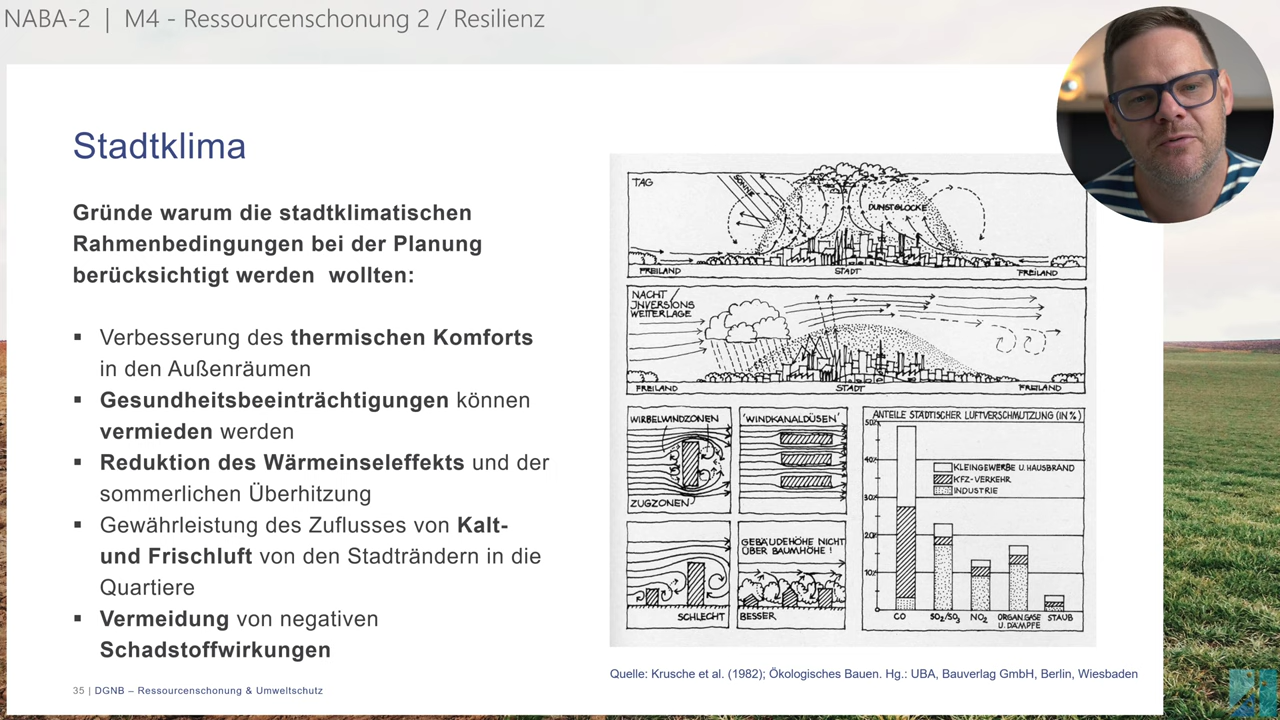 NABA-2 | M4 - Ressourcenschonung 2 / Resilienz
Stadtklima
Gründe warum die stadtklimatischen
Rahmenbedingungen bei der Planung
berücksichtigt werden wollten:
▪ Verbesserung des thermischen Komforts
in den Außenräumen
▪ Gesundheitsbeeinträchtigungen können
vermieden werden
▪ Reduktion des Wärmeinseleffekts und der
sommerlichen Überhitzung
▪ Gewährleistung des Zuflusses von Kalt-
und Frischluft von den Stadträndern in die
Quartiere
▪ Vermeidung von negativen
Schadstoffwirkungen
35 | DGNB – Ressourcenschonung & Umweltschutz
TAG
SONNE
DUNSTGLOCKE
FREILAND STADT FREILAND
NACHT /
INVERSIONS
WETTERLAGE
FREILAND STADT FREILAND
WIRBELWINDZONEN
ZUGZONEN
'WINDKANALDÜSEN'
SCHLECHT
GEBÄUDEHÖHE NICHT
ÜBER BAUMHÖHE !
BESSER
ANTEILE STÄDTISCHER LUFTVERSCHMUTZUNG (IN %)
50%
40%
30%
20%
10%
KLEINGEWERBE U. HAUSBRAND
KFZ-VERKEHR
INDUSTRIE
CO SO2/SO3 NO2 ORGAN. GASE STAUB
U. DÄMPFE
Quelle: Krusche et al. (1982); Ökologisches Bauen. Hg.: UBA, Bauverlag GmbH, Berlin, Wiesbaden